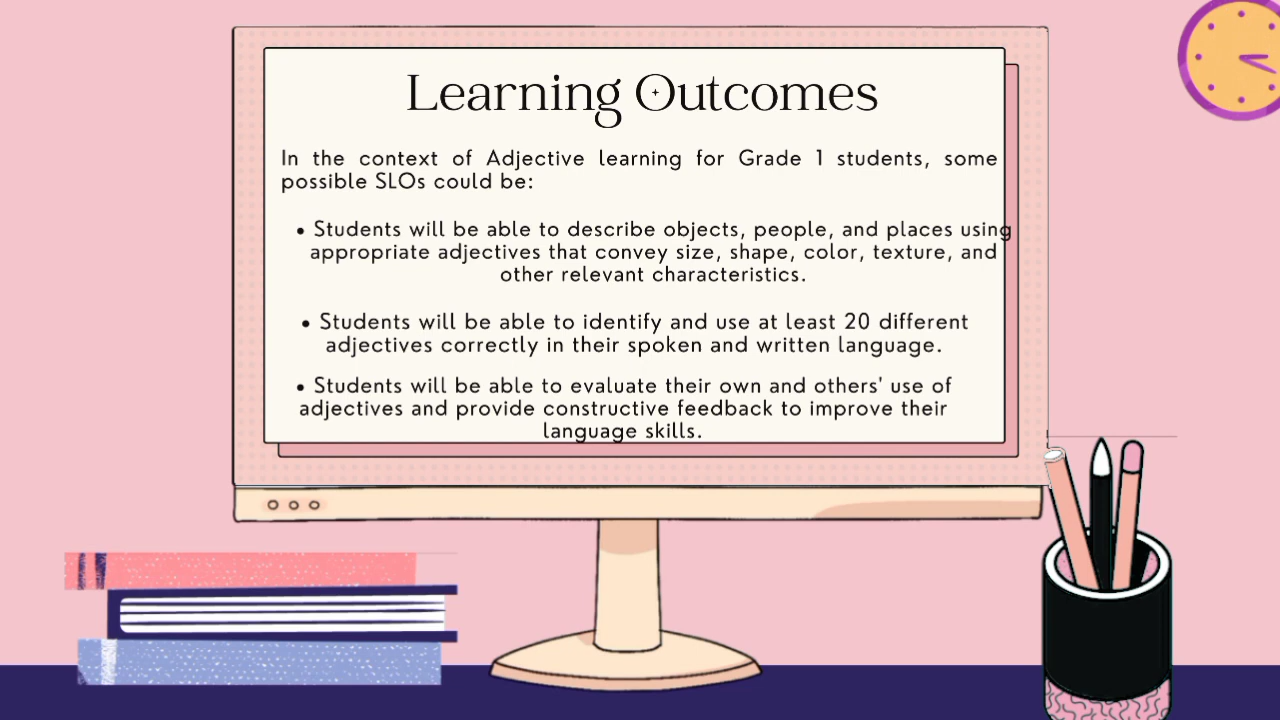 Learning Outcomes
In the context of Adjective learning for Grade 1 students, some
possible SLOs could be:
• Students will be able to describe objects, people, and places using
appropriate adjectives that convey size, shape, color, texture, and
other relevant characteristics.
• Students will be able to identify and use at least 20 different
adjectives correctly in their spoken and written language.
• Students will be able to evaluate their own and others' use of
adjectives and provide constructive feedback to improve their
language skills.